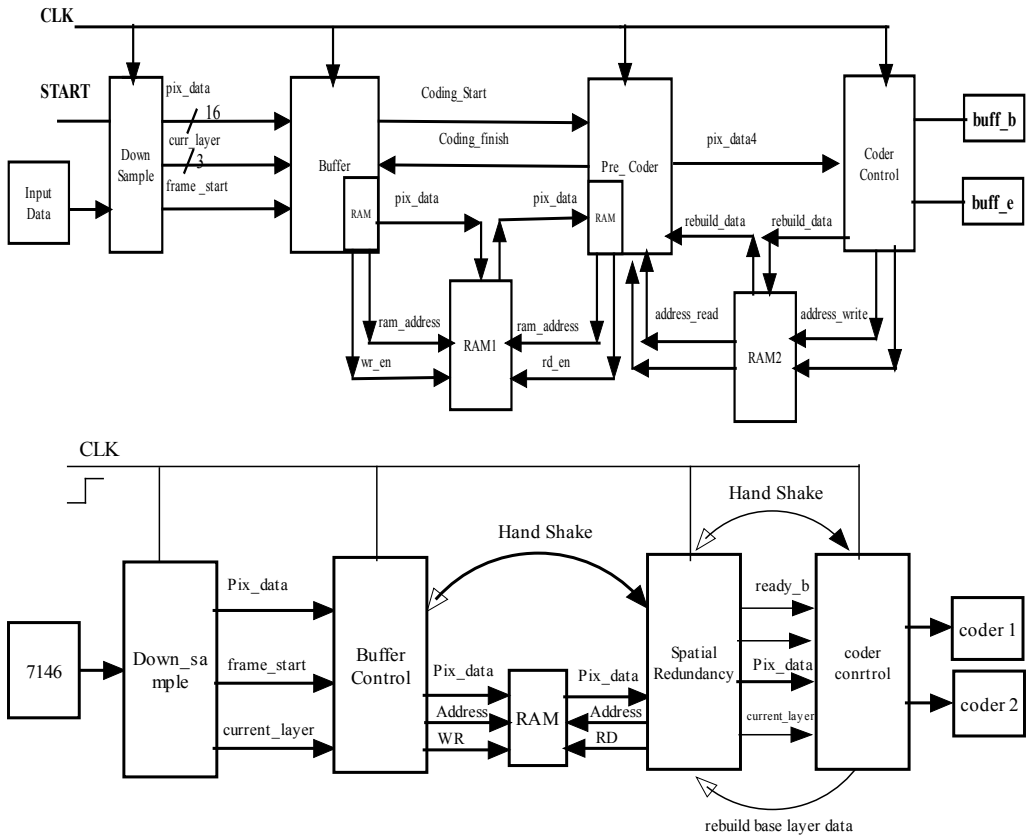 CLK
START
pix_data
16
curr_layer
3
frame_start
Down
Sample
Input
Data
Buffer
RAM
Coding_Start
Coding_finish
pix_data
pix_data
Pre_ Coder
RAM
pix_data4
Coder
Control
buff_b
buff_e
rebuild_data
rebuild_data
ram_address
wr_en
RAM1
ram_address
rd_en
address_read
RAM2
address_write
CLK
Hand Shake
Hand Shake
7146
Down_sa
mple
Pix_data
frame_start
current_layer
Buffer
Control
Pix_data
Address
WR
RAM
Pix_data
Address
RD
Spatial
Redundancy
ready_b
Pix_data
current_layer
coder
conrtrol
coder 1
coder 2
rebuild base layer data